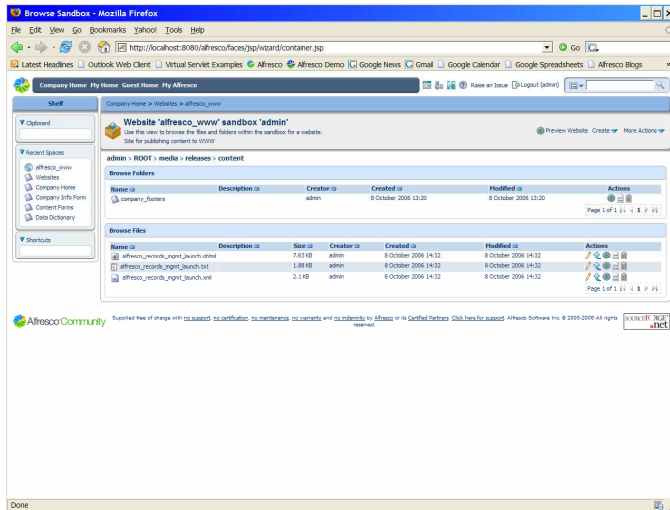 Browse Sandbox - Mozilla Firefox
File Edit View Go Bookmarks Yahoo! Tools Help
http://localhost:8080/alfresco/faces/jsp/wizard/container.jsp Go
Latest Headlines Outlook Web Client Virtual Servlet Examples Alfresco Alfresco Demo Google News Gmail Google Calendar Google Spreadsheets Alfresco Blogs
Company Home My Home Guest Home My Alfresco Raise an Issue Logout (admin)
Shelf
Company Home > Websites > alfresco_www
Clipboard
Website 'alfresco_www' sandbox 'admin'
Use this view to browse the files and folders within the sandbox for a website.
Site for publishing content to WWW
Preview Website Create More Actions
Recent Spaces
alfresco_www
Websites
Company Home
Company Info Form
Content Forms
Data Dictionary
Shortcuts
admin > ROOT > media > releases > content
Browse Folders
Name Description Creator Created Modified Actions
company_footers admin 8 October 2006 13:20 8 October 2006 13:20
Page 1 of 1 1
Browse Files
Name Description Size Creator Created Modified Actions
alfresco_records_mgmt_launch.shtml 7.63 KB admin 8 October 2006 14:32 8 October 2006 14:32
alfresco_records_mgmt_launch.txt 1.88 KB admin 8 October 2006 14:32 8 October 2006 14:32
alfresco_records_mgmt_launch.xml 2.1 KB admin 8 October 2006 14:32 8 October 2006 14:32
Page 1 of 1 1
Alfresco Community
Supplied free of charge with no support, no certification, no maintenance, no warranty and no indemnity by Alfresco or its Certified Partners. Click here for support. Alfresco Software Inc. © 2005-2006 All rights
reserved.
SOURCEFORGE
.net
Done